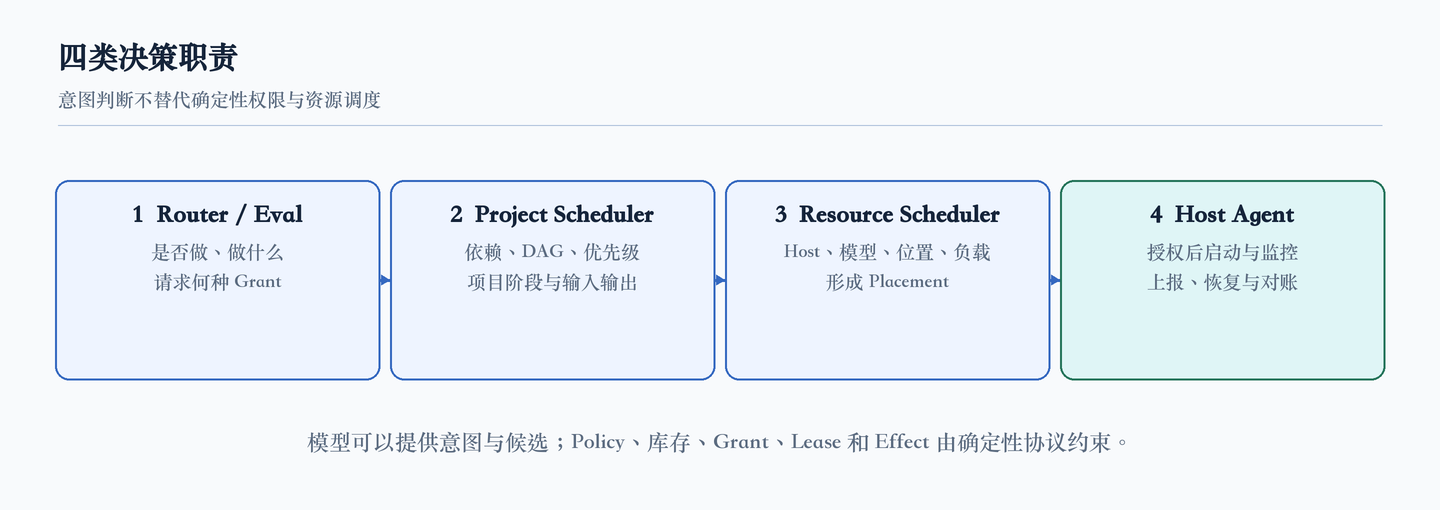 四类决策职责
意图判断不替代确定性权限与资源调度
1 Router / Eval
是否做、做什么
请求何种 Grant
2 Project Scheduler
依赖、DAG、优先级
项目阶段与输入输出
3 Resource Scheduler
Host、模型、位置、负载
形成 Placement
4 Host Agent
授权后启动与监控
上报、恢复与对账
模型可以提供意图与候选；Policy、库存、Grant、Lease 和 Effect 由确定性协议约束。